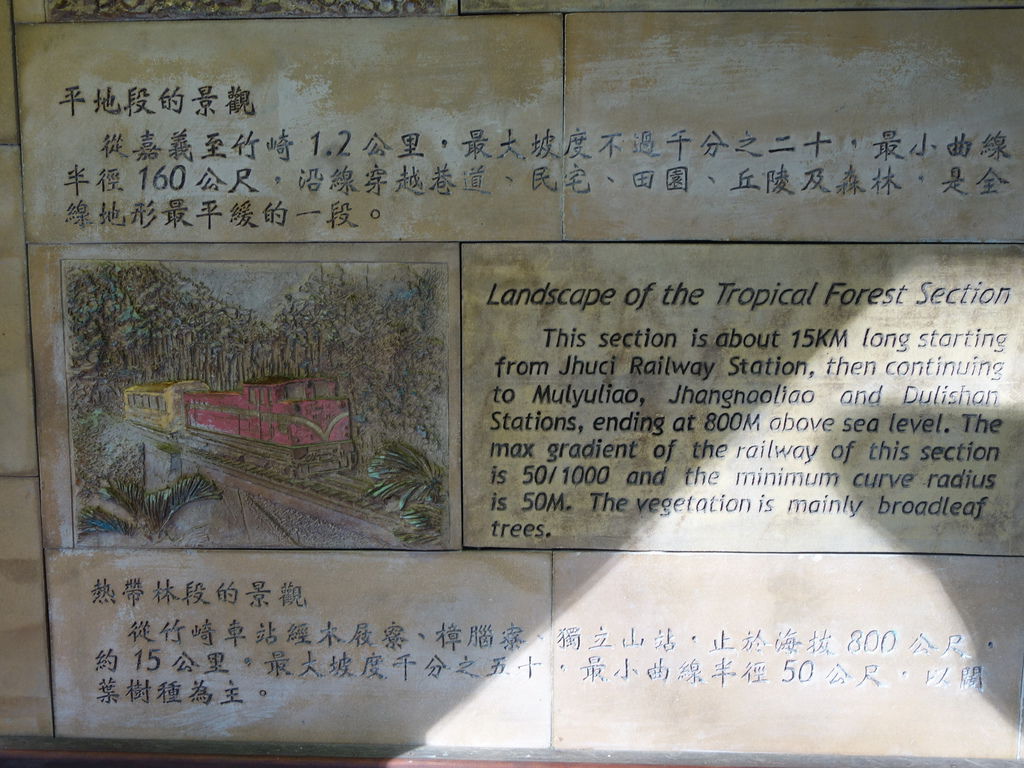 平地段的景觀
從嘉義至竹崎 1.2 公里，最大坡度不過千分之二十，最小曲線
半徑 160 公尺，沿線穿越巷道、民宅、田園、丘陵及森林，是全
線地形最平緩的一段。
Landscape of the Tropical Forest Section
This section is about 15KM long starting
from Jhuci Railway Station, then continuing
to Mulyuliao, Jhangnaoliao and Dulishan
Stations, ending at 800M above sea level. The
max gradient of the railway of this section
is 50/1000 and the minimum curve radius
is 50M. The vegetation is mainly broadleaf
trees.
熱帶林段的景觀
從竹崎車站經木屐寮、樟腦寮、獨立山站，止於海拔 800 公尺，
約 15 公里。最大坡度千分之五十，最小曲線半徑 50 公尺，以闊
葉樹種為主。